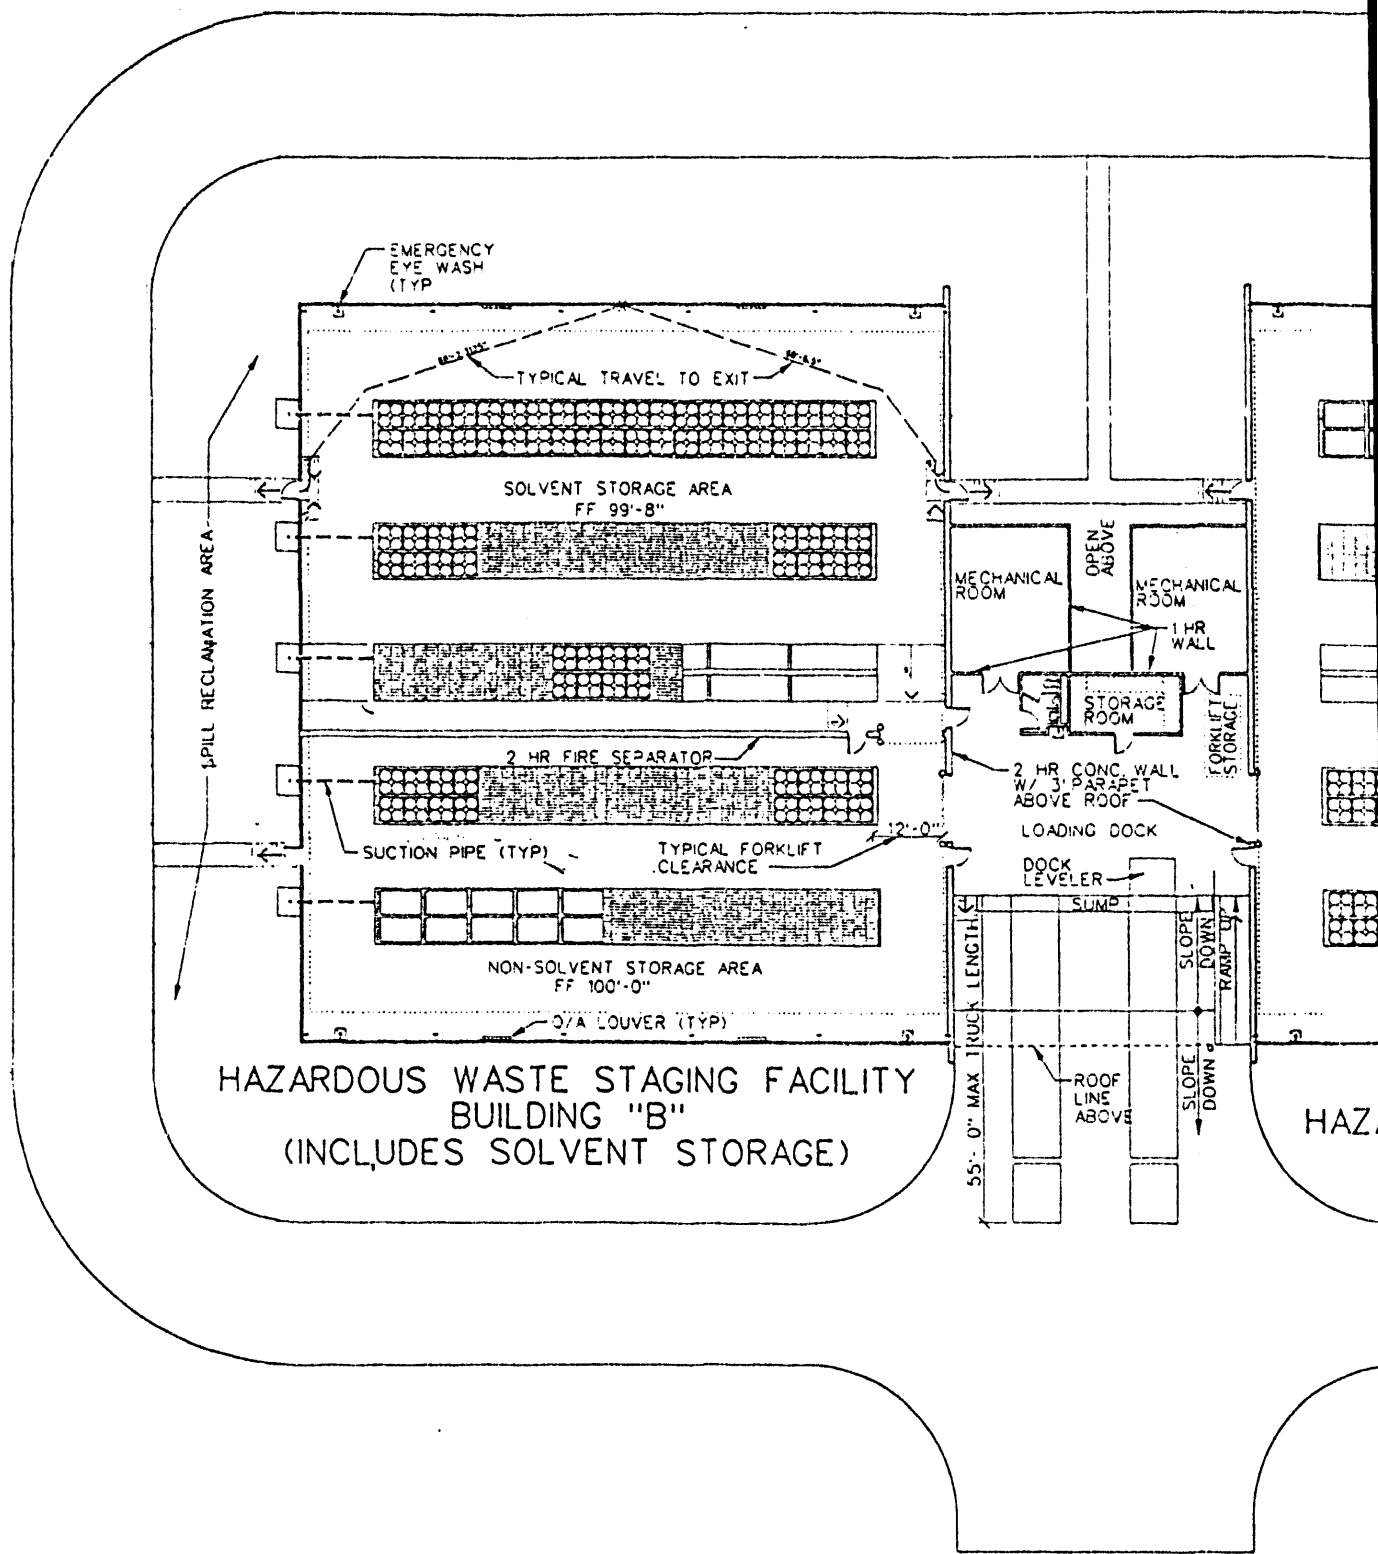 EMERGENCY
EYE WASH
(TYP
TYPICAL TRAVEL TO EXIT
SOLVENT STORAGE AREA
FF 99'-8"
SPILL RECLAMATION AREA
OPEN
ABOVE
MECHANICAL
ROOM
MECHANICAL
ROOM
1 HR
WALL
STORAGE
ROOM
FORKLIFT
STORAGE
2 HR FIRE SEPARATOR
2 HR CONC. WALL
W/ 3' PARAPET
ABOVE ROOF
12'-0"
LOADING DOCK
SUCTION PIPE (TYP)
TYPICAL FORKLIFT
CLEARANCE
DOCK
LEVELER
SUMP
SLOPE
DOWN
RAMP UP
NON-SOLVENT STORAGE AREA
FF 100'-0"
O/A LOUVER (TYP)
55'-0" MAX TRUCK LENGTH
ROOF
LINE
ABOVE
SLOPE
DOWN
HAZARDOUS WASTE STAGING FACILITY
BUILDING "B"
(INCLUDES SOLVENT STORAGE)
HAZA